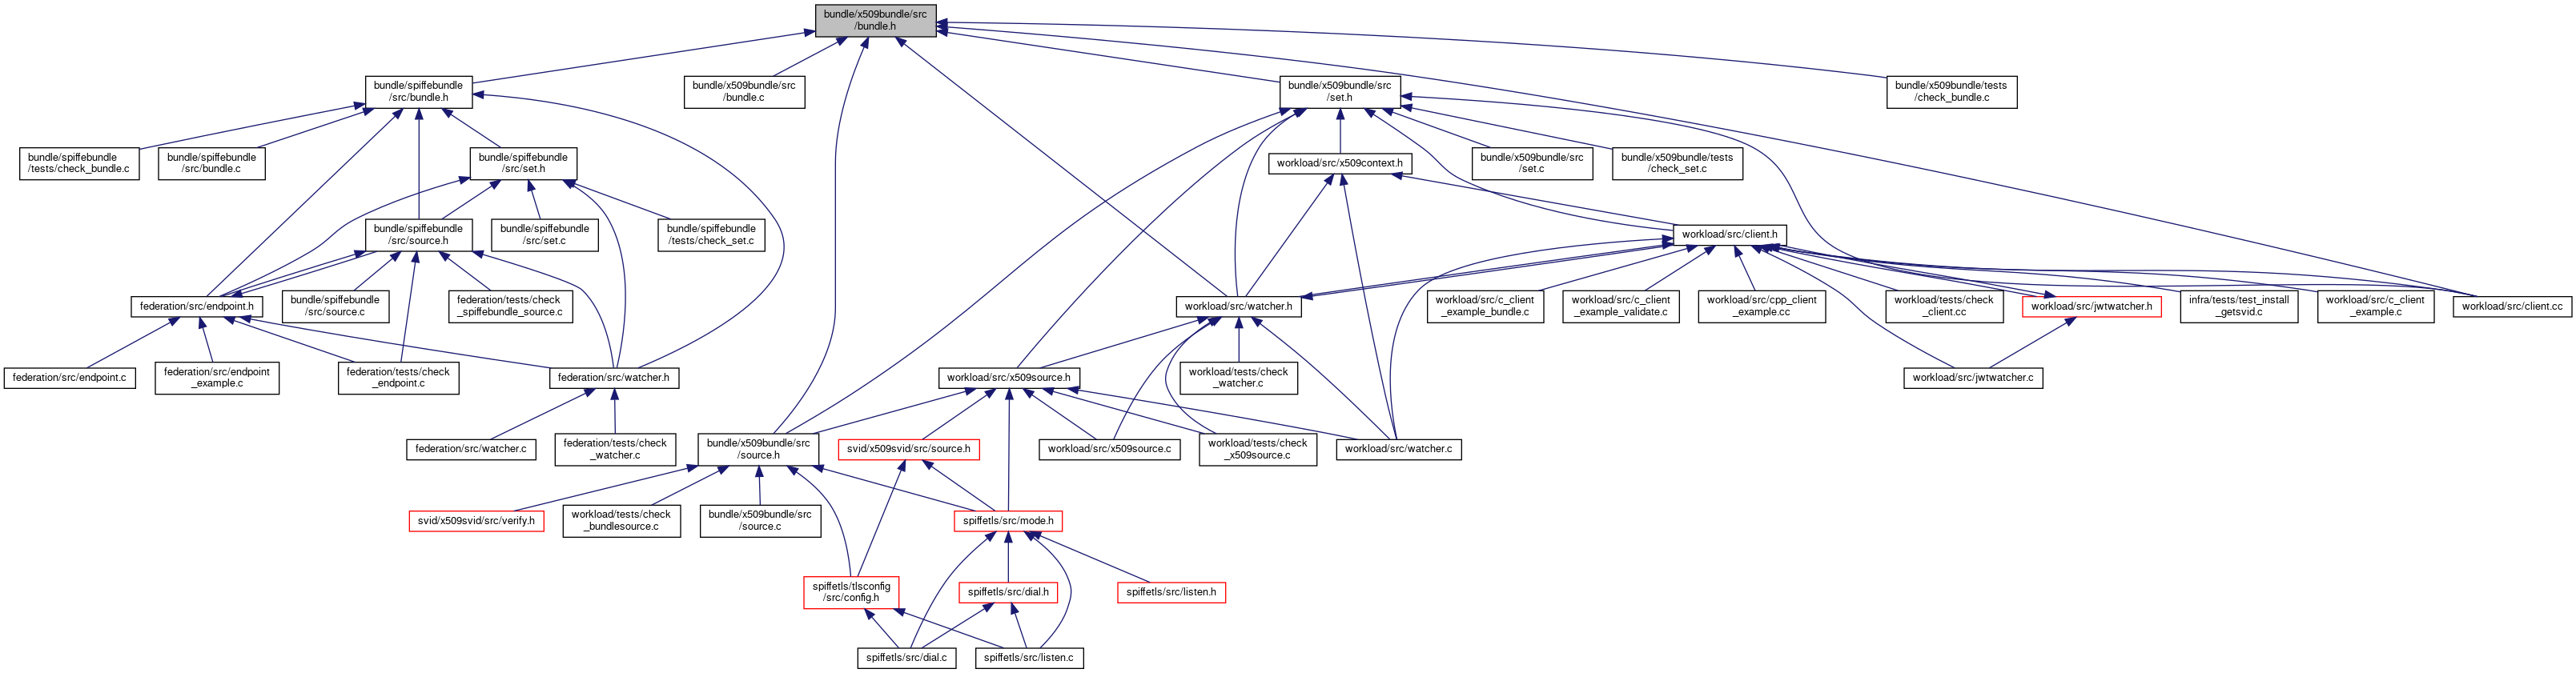 bundle/x509bundle/src
/bundle.h
bundle/spiffebundle
/src/bundle.h
bundle/x509bundle/src
/bundle.c
bundle/x509bundle/src
/set.h
bundle/x509bundle/tests
/check_bundle.c
bundle/spiffebundle
/tests/check_bundle.c
bundle/spiffebundle
/src/bundle.c
bundle/spiffebundle
/src/set.h
workload/src/x509context.h
bundle/x509bundle/src
/set.c
bundle/x509bundle/tests
/check_set.c
bundle/spiffebundle
/src/source.h
bundle/spiffebundle
/src/set.c
bundle/spiffebundle
/tests/check_set.c
workload/src/client.h
federation/src/endpoint.h
bundle/spiffebundle
/src/source.c
federation/tests/check
_spiffebundle_source.c
workload/src/watcher.h
workload/src/c_client
_example_bundle.c
workload/src/c_client
_example_validate.c
workload/src/cpp_client
_example.cc
workload/tests/check
_client.cc
workload/src/jwtwatcher.h
infra/tests/test_install
_getsvid.c
workload/src/c_client
_example.c
workload/src/client.cc
federation/src/endpoint.c
federation/src/endpoint
_example.c
federation/tests/check
_endpoint.c
federation/src/watcher.h
workload/src/x509source.h
workload/tests/check
_watcher.c
workload/src/jwtwatcher.c
federation/src/watcher.c
federation/tests/check
_watcher.c
bundle/x509bundle/src
/source.h
svid/x509svid/src/source.h
workload/src/x509source.c
workload/tests/check
_x509source.c
workload/src/watcher.c
svid/x509svid/src/verify.h
workload/tests/check
_bundlesource.c
bundle/x509bundle/src
/source.c
spiffetls/src/mode.h
spiffetls/tlsconfig
/src/config.h
spiffetls/src/dial.h
spiffetls/src/listen.h
spiffetls/src/dial.c
spiffetls/src/listen.c